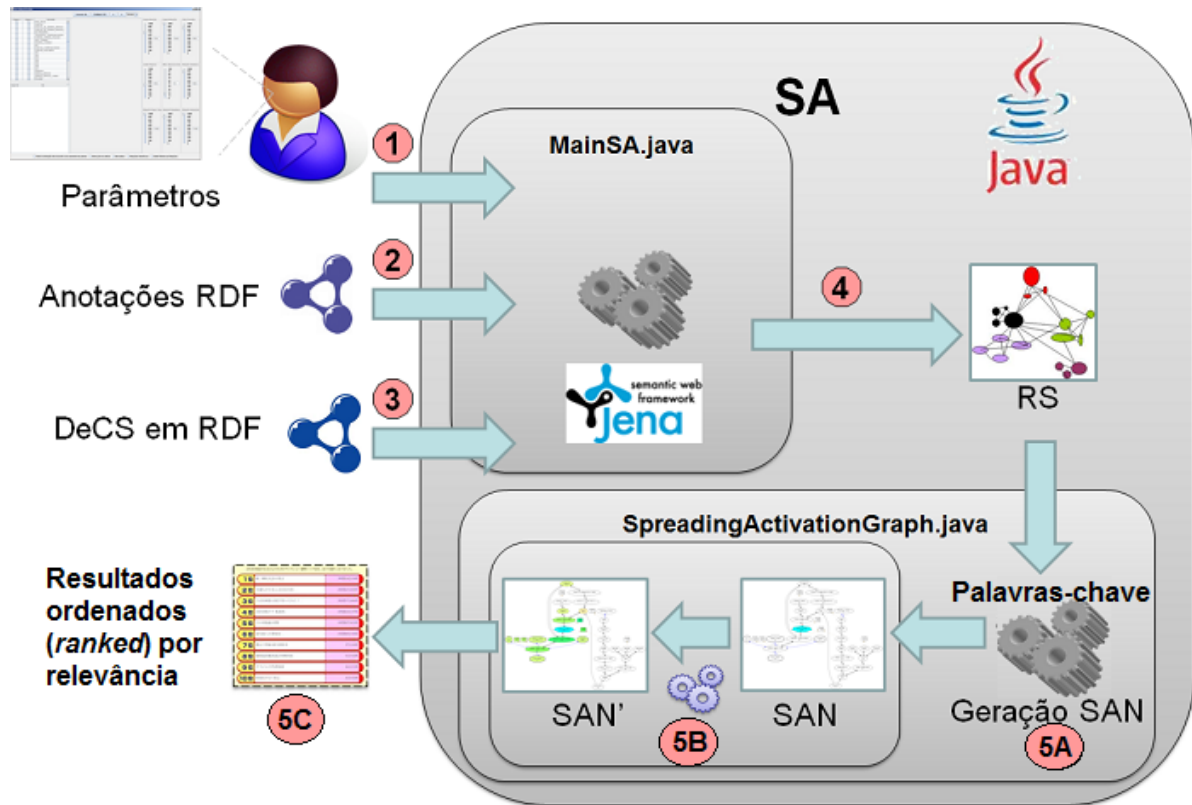 SA
Java
MainSA.java
1
Parâmetros
2
Anotações RDF
4
semantic web
framework
Jena
3
DeCS em RDF
RS
SpreadingActivationGraph.java
Resultados
ordenados
(ranked) por
relevância
Palavras-chave
SAN'
SAN
Geração SAN
5C
5B
5A